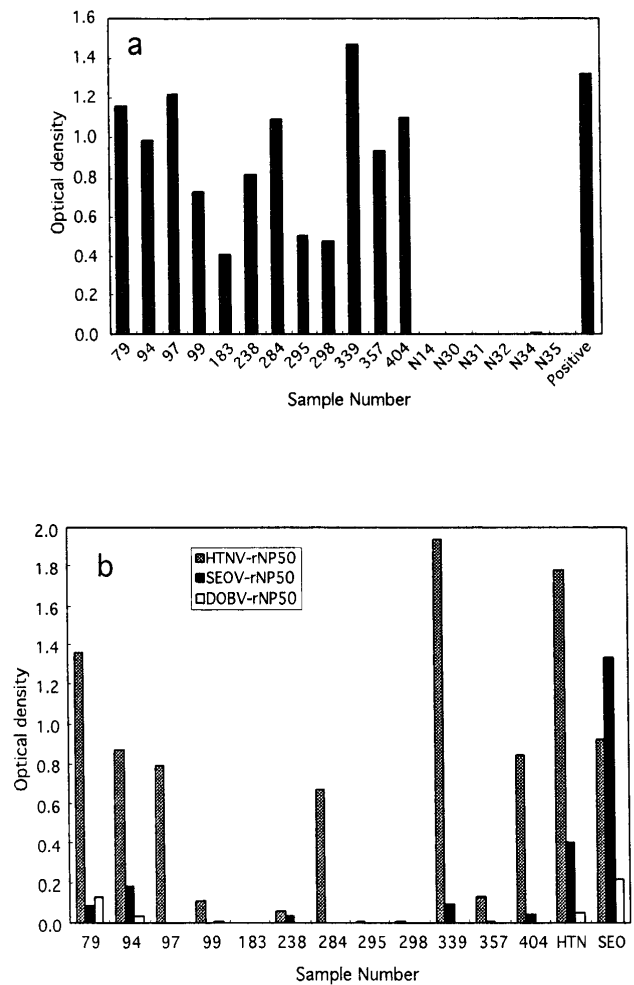 a
1.6
1.4
1.2
1.0
0.8
0.6
0.4
0.2
0.0
Optical density
79 94 97 99 183 238 284 295 298 339 357 404 N14 N30 N31 N32 N34 N35 Positive
Sample Number
b
2.0
1.8
1.6
1.4
1.2
1.0
0.8
0.6
0.4
0.2
0.0
Optical density
HTNV-rNP50
SEOV-rNP50
DOBV-rNP50
79 94 97 99 183 238 284 295 298 339 357 404 HTN SEO
Sample Number